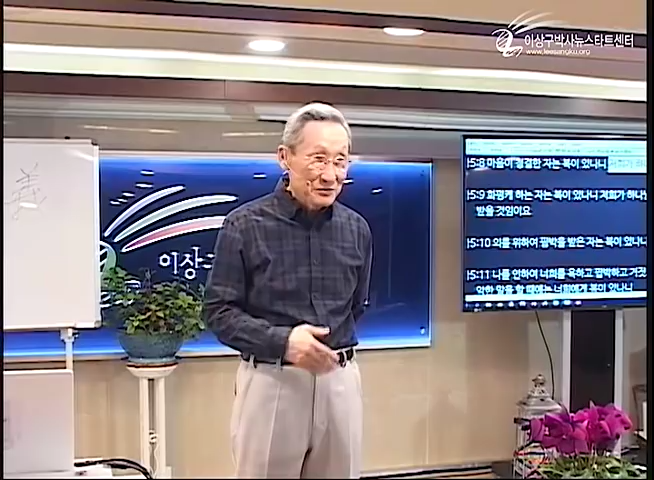 이상구박사뉴스타트센터
www.leesangku.org
이상구
5:8 마음이 청결한 자는 복이 있나니
5:9 화평케 하는 자는 복이 있나니 저희가 하나
받을 것임이요
5:10 의를 위하여 핍박을 받은 자는 복이 있나니
5:11 나를 인하여 너희를 욕하고 핍박하고 거짓
악한 말을 할 때에는 너희에게 복이 있나니